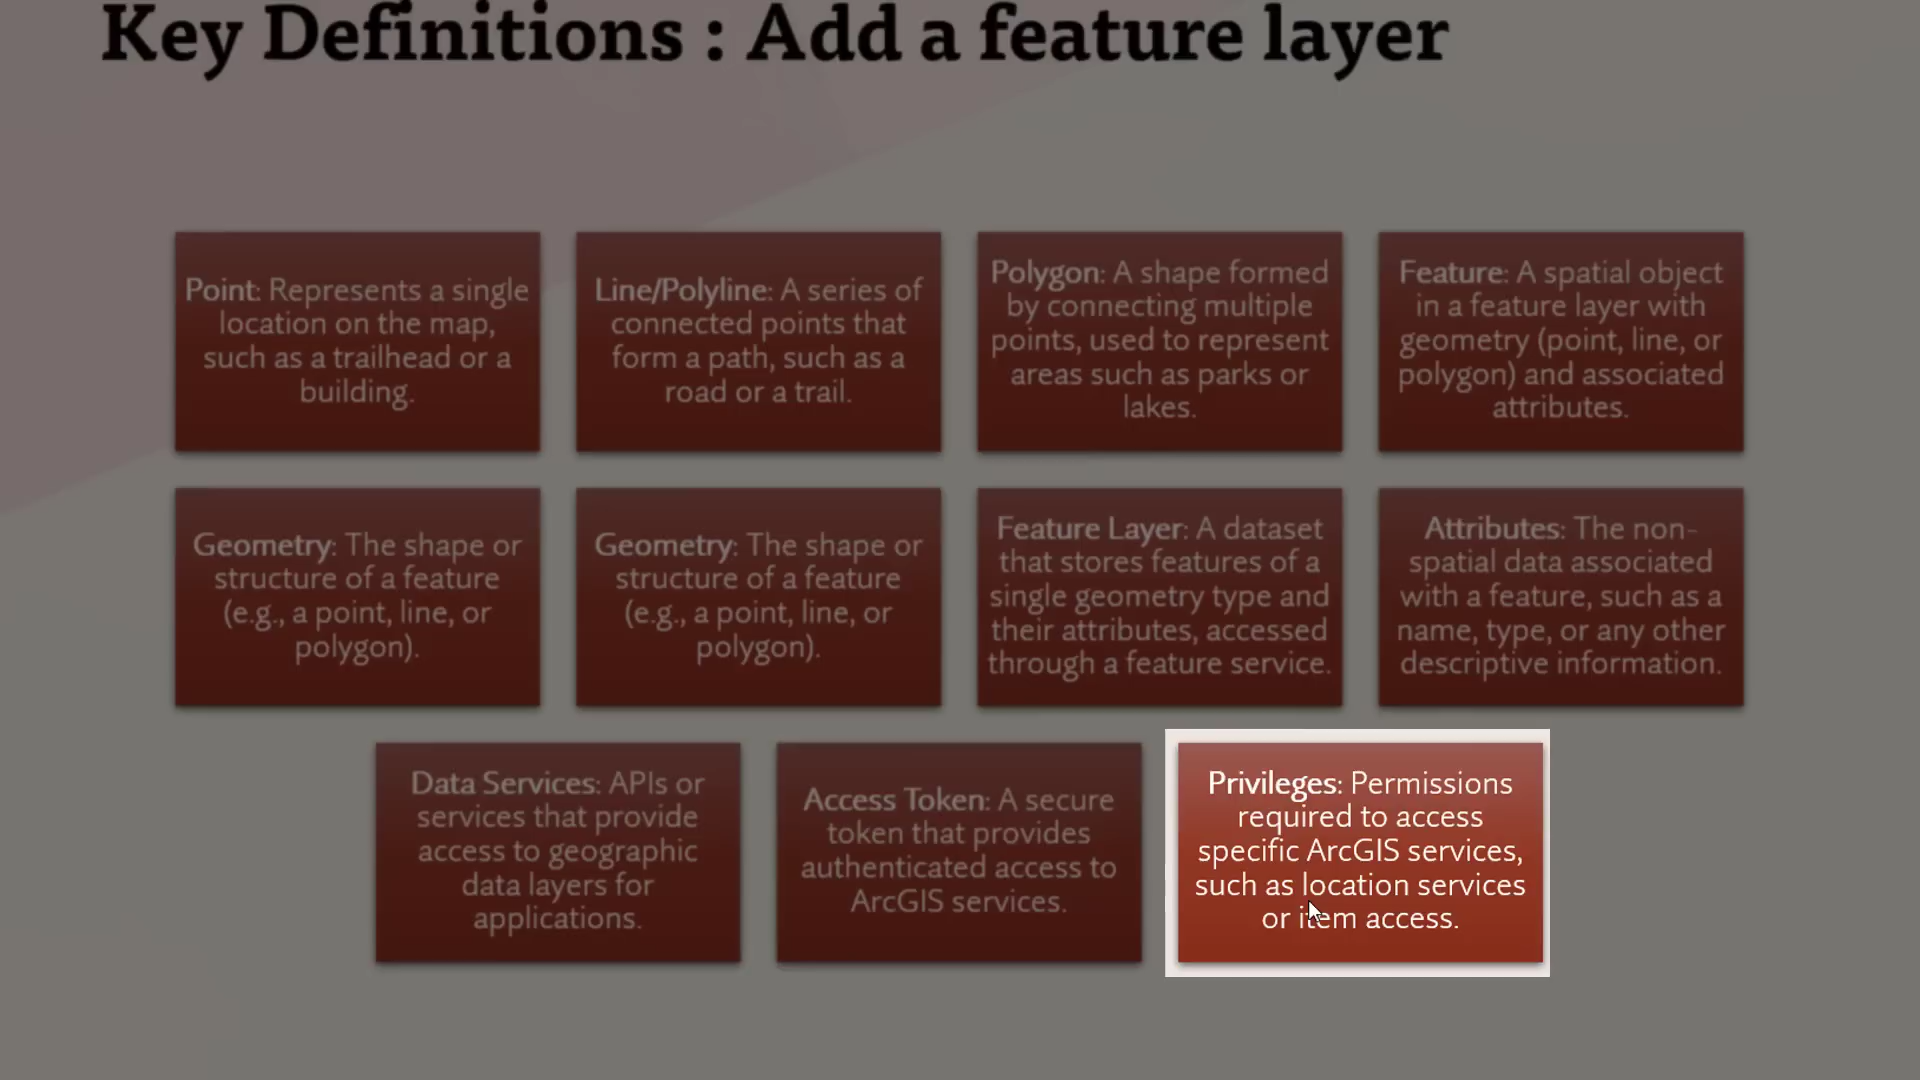 Key Definitions : Add a feature layer
Point: Represents a single
location on the map,
such as a trailhead or a
building.
Line/Polyline: A series of
connected points that
form a path, such as a
road or a trail.
Polygon: A shape formed
by connecting multiple
points, used to represent
areas such as parks or
lakes.
Feature: A spatial object
in a feature layer with
geometry (point, line, or
polygon) and associated
attributes.
Geometry: The shape or
structure of a feature
(e.g., a point, line, or
polygon).
Geometry: The shape or
structure of a feature
(e.g., a point, line, or
polygon).
Feature Layer: A dataset
that stores features of a
single geometry type and
their attributes, accessed
through a feature service.
Attributes: The non-
spatial data associated
with a feature, such as a
name, type, or any other
descriptive information.
Data Services: APIs or
services that provide
access to geographic
data layers for
applications.
Access Token: A secure
token that provides
authenticated access to
ArcGIS services.
Privileges: Permissions
required to access
specific ArcGIS services,
such as location services
or item access.